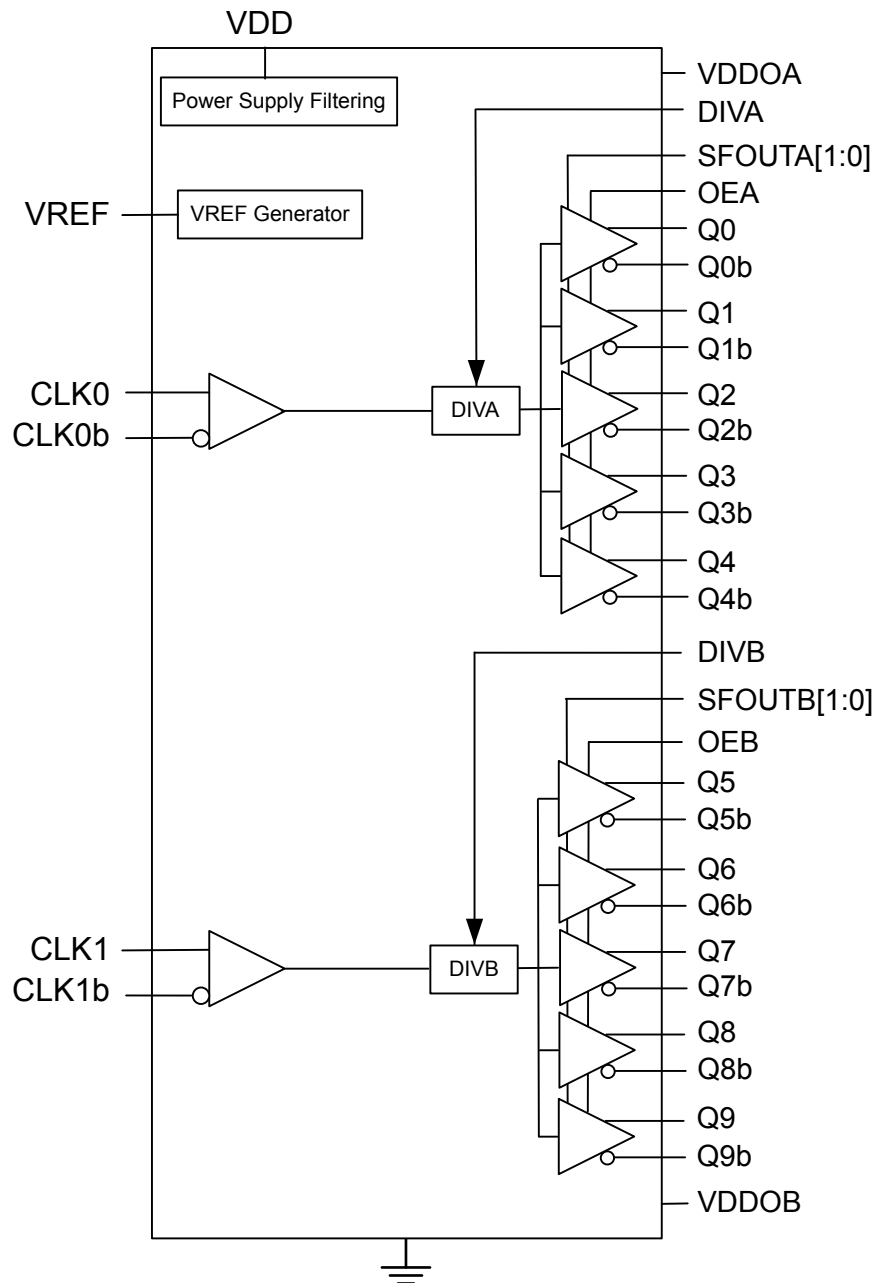 VDD
Power Supply Filtering
VDDOA
DIVA
SFOUTA[1:0]
OEA
VREF
VREF Generator
Q0
Q0b
Q1
Q1b
CLK0
CLK0b
DIVA
Q2
Q2b
Q3
Q3b
Q4
Q4b
DIVB
SFOUTB[1:0]
OEB
Q5
Q5b
Q6
Q6b
CLK1
CLK1b
DIVB
Q7
Q7b
Q8
Q8b
Q9
Q9b
VDDOB